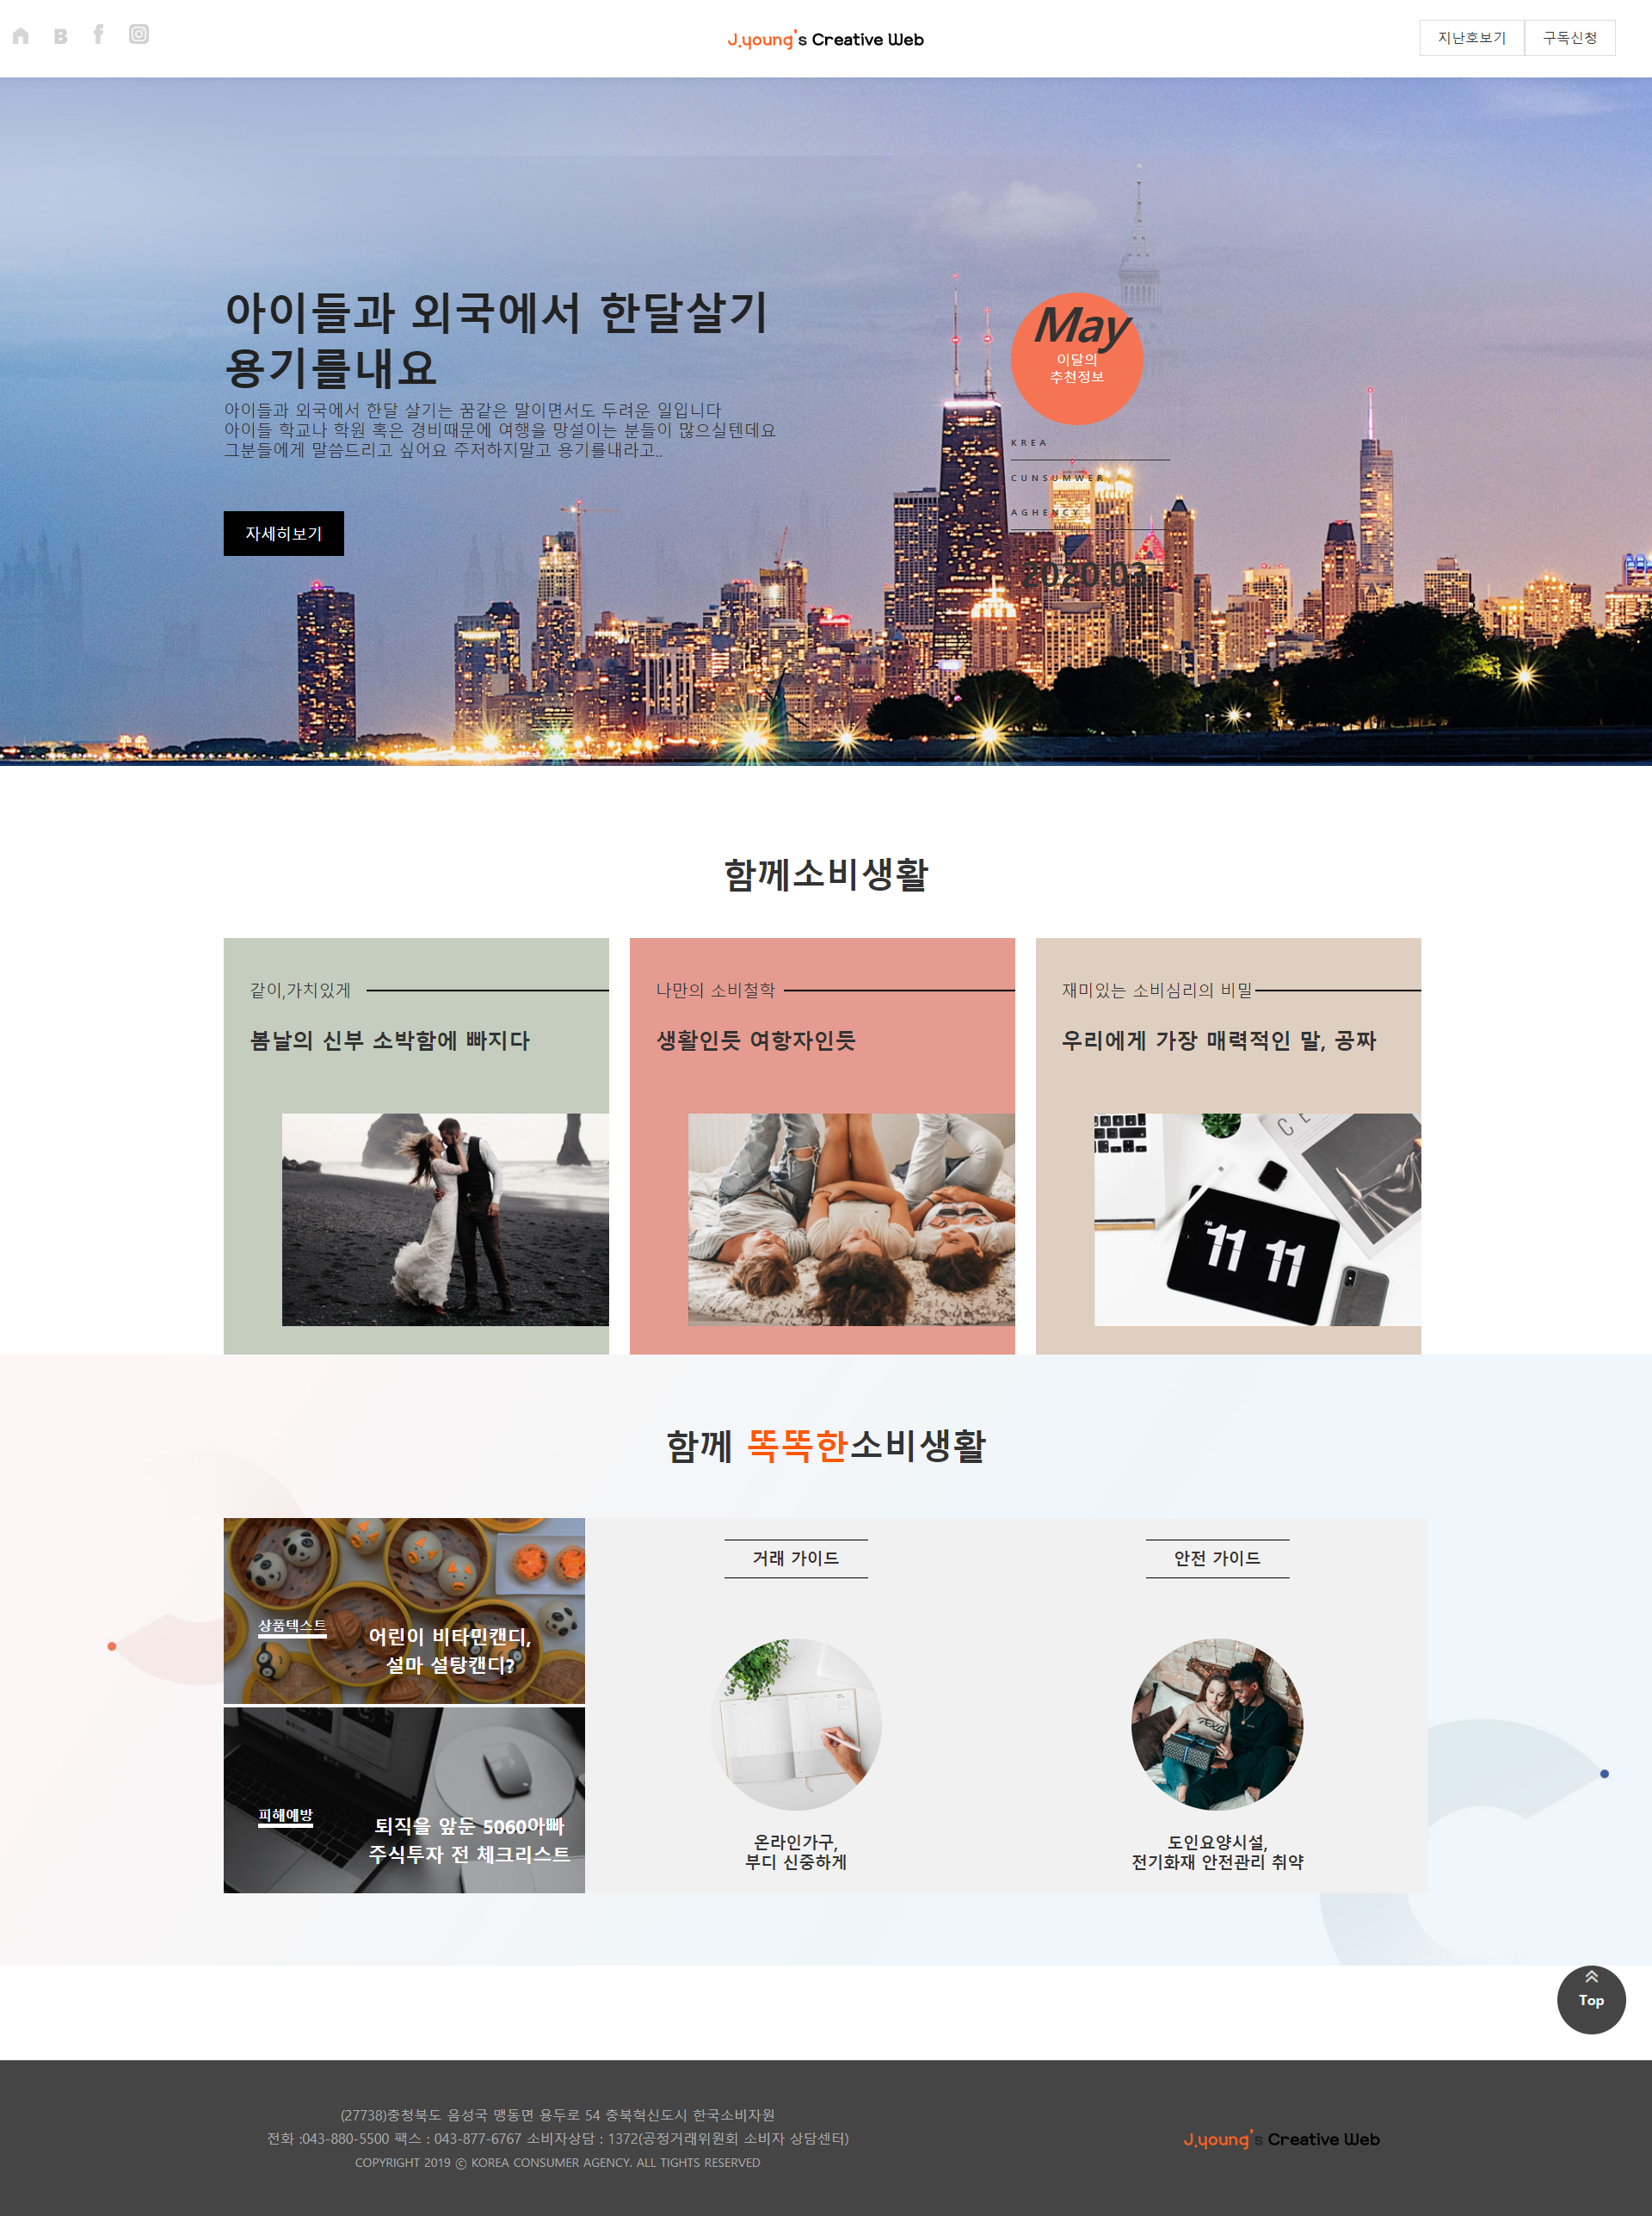 J.young's Creative Web
지난호보기
구독신청
아이들과 외국에서 한달살기
용기를내요
아이들과 외국에서 한달 살기는 꿈같은 말이면서도 두려운 일입니다
아이들 학교나 학원 혹은 경비때문에 여행을 망설이는 분들이 많으실텐데요
그분들에게 말씀드리고 싶어요 주저하지말고 용기를내라고..
자세히보기
May
이달의
추천정보
KREA
CUNSUMWER
AGHENCY
2020.03
함께소비생활
같이,가치있게
봄날의 신부 소박함에 빠지다
나만의 소비철학
생활인듯 여항자인듯
재미있는 소비심리의 비밀
우리에게 가장 매력적인 말, 공짜
AM 11 11
함께 똑똑한소비생활
상품텍스트
어린이 비타민캔디,
설마 설탕캔디?
피해예방
퇴직을 앞둔 5060아빠
주식투자 전 체크리스트
거래 가이드
온라인가구,
부디 신중하게
안전 가이드
도인요양시설,
전기화재 안전관리 취약
Top
(27738)충청북도 음성국 맹동면 용두로 54 충북혁신도시 한국소비자원
전화 :043-880-5500 팩스 : 043-877-6767 소비자상담 : 1372(공정거래위원회 소비자 상담센터)
COPYRIGHT 2019 ⓒ KOREA CONSUMER AGENCY. ALL TIGHTS RESERVED
J.young's Creative Web